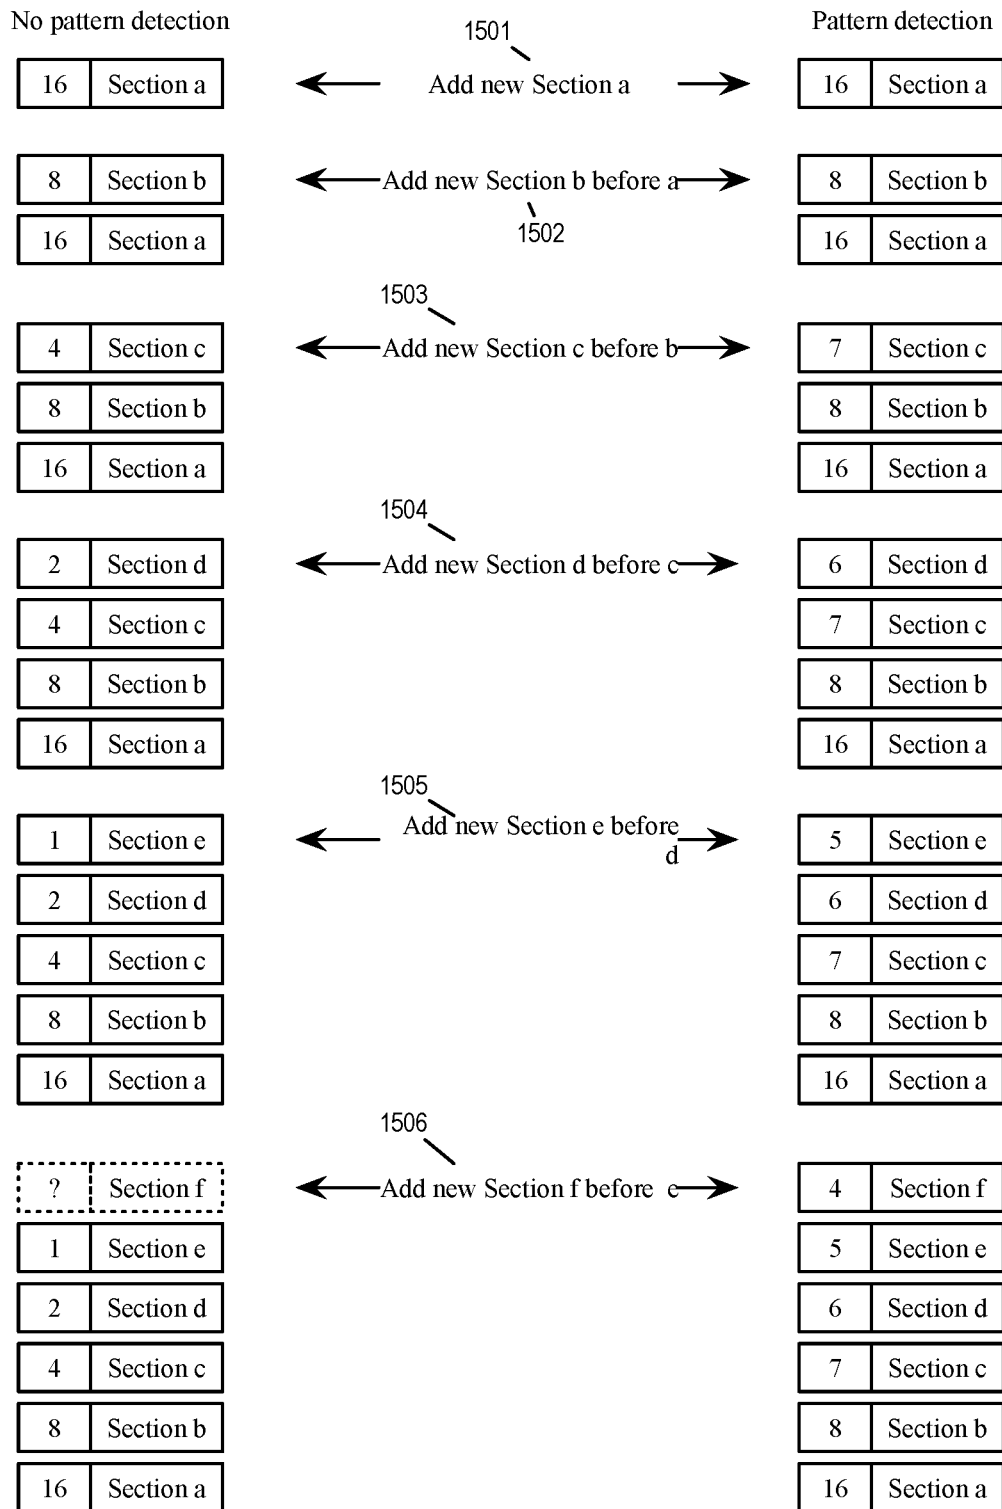 No pattern detection
Pattern detection
1501
16 Section a
Add new Section a
16 Section a
8 Section b
Add new Section b before a
8 Section b
1502
16 Section a
16 Section a
1503
4 Section c
Add new Section c before b
7 Section c
8 Section b
8 Section b
16 Section a
16 Section a
1504
2 Section d
Add new Section d before c
6 Section d
4 Section c
7 Section c
8 Section b
8 Section b
16 Section a
16 Section a
1505
1 Section e
Add new Section e before
d
5 Section e
2 Section d
6 Section d
4 Section c
7 Section c
8 Section b
8 Section b
16 Section a
16 Section a
1506
? Section f
Add new Section f before e
4 Section f
1 Section e
5 Section e
2 Section d
6 Section d
4 Section c
7 Section c
8 Section b
8 Section b
16 Section a
16 Section a